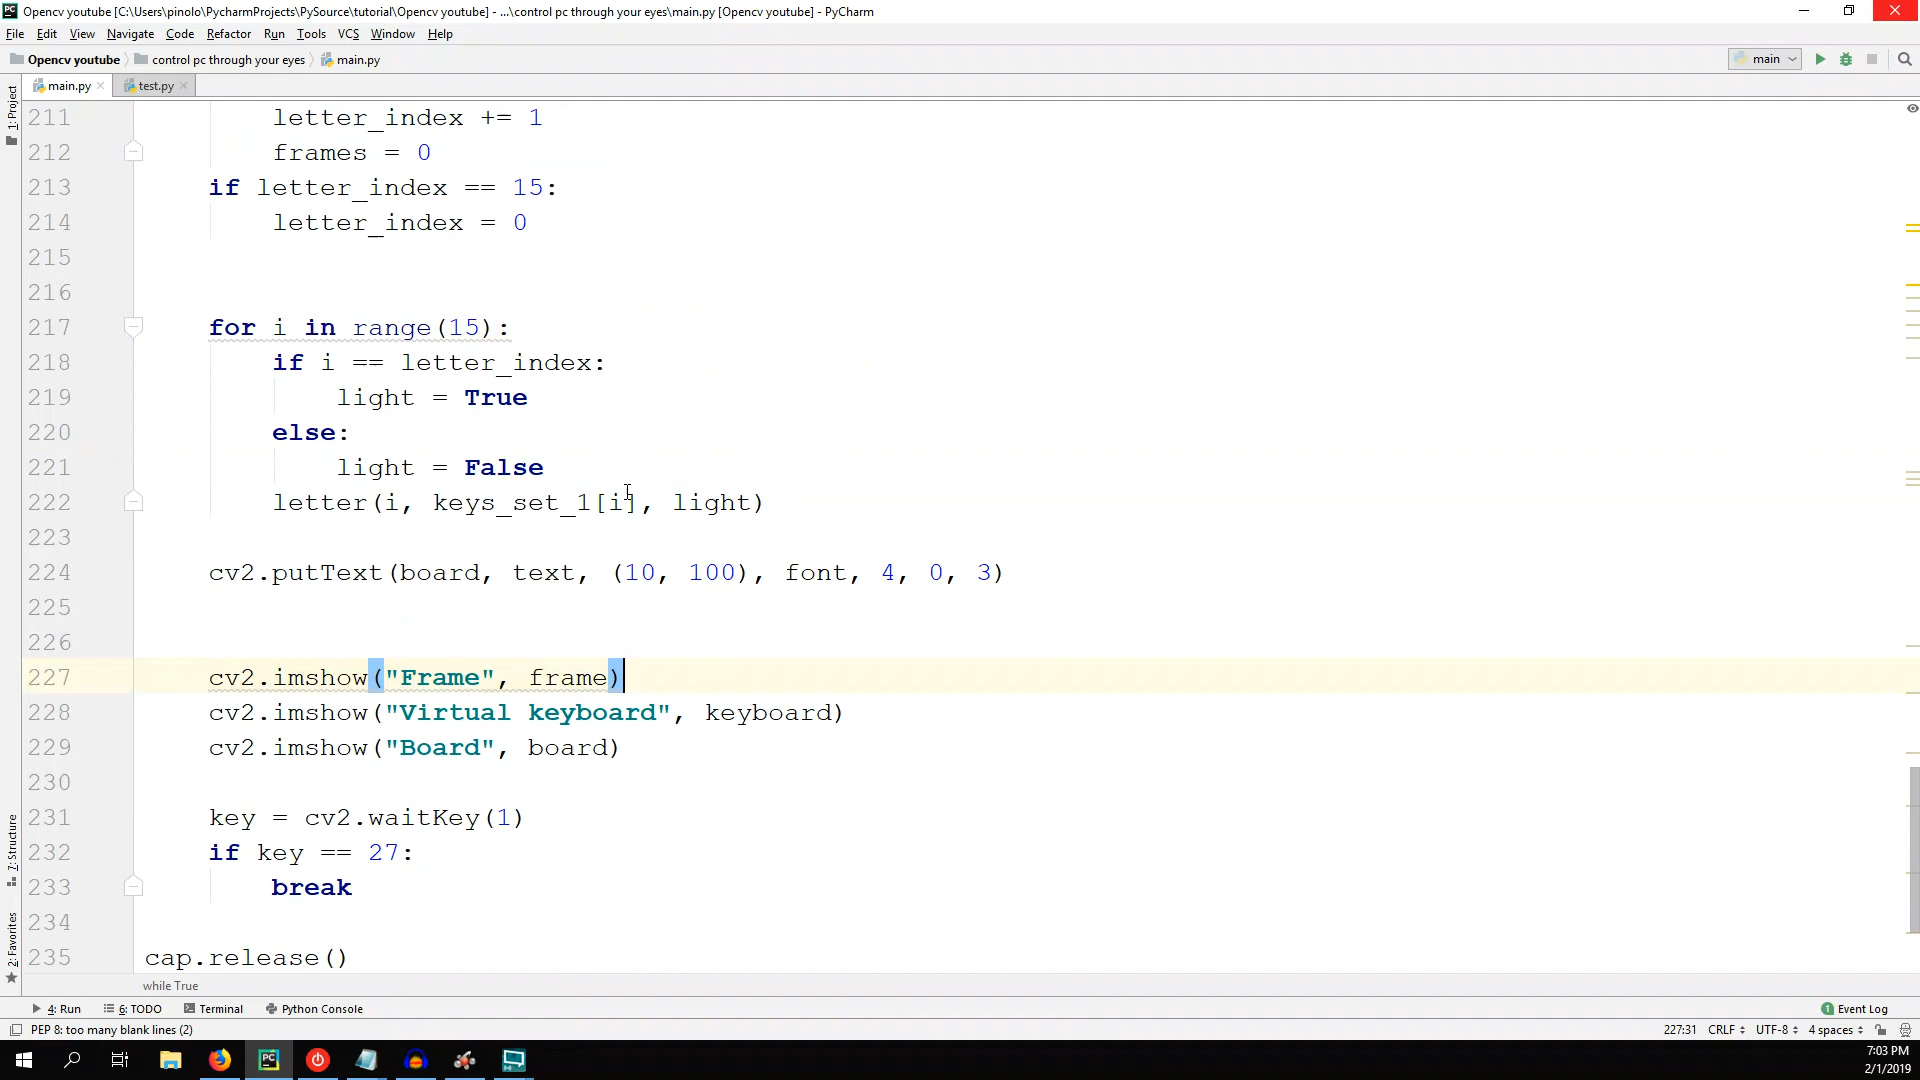 Opencv youtube [C:\Users\pinolo\PycharmProjects\PySource\tutorial\Opencv youtube] - ...\control pc through your eyes\main.py [Opencv youtube] - PyCharm
File Edit View Navigate Code Refactor Run Tools VCS Window Help
Opencv youtube control pc through your eyes main.py main
main.py test.py
1: Project
7: Structure
2: Favorites
211 letter_index += 1
212 frames = 0
213 if letter_index == 15:
214 letter_index = 0
215
216
217 for i in range(15):
218 if i == letter_index:
219 light = True
220 else:
221 light = False
222 letter(i, keys_set_1[i], light)
223
224 cv2.putText(board, text, (10, 100), font, 4, 0, 3)
225
226
227 cv2.imshow("Frame", frame)
228 cv2.imshow("Virtual keyboard", keyboard)
229 cv2.imshow("Board", board)
230
231 key = cv2.waitKey(1)
232 if key == 27:
233 break
234
235 cap.release()
while True
4: Run 6: TODO Terminal Python Console 1 Event Log
PEP 8: too many blank lines (2) 227:31 CRLF UTF-8 4 spaces
PC
7:03 PM
2/1/2019